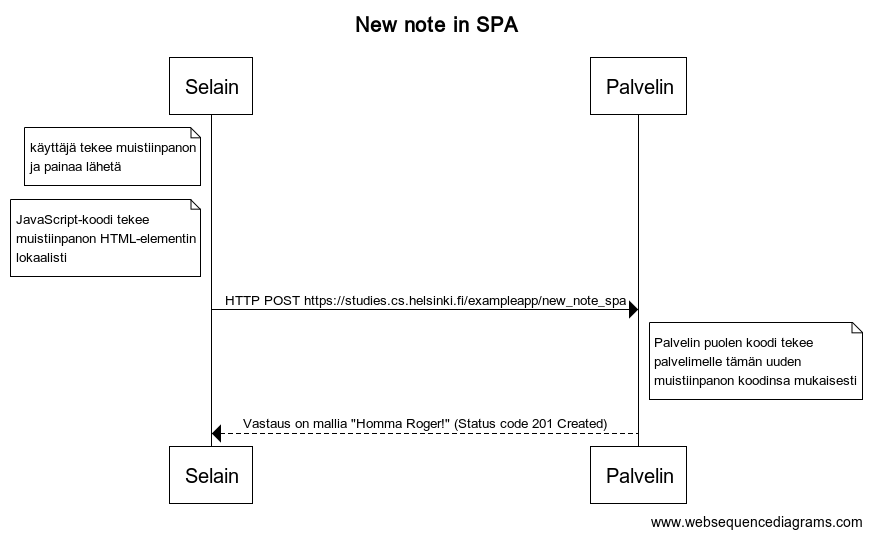 New note in SPA
Selain
Palvelin
käyttäjä tekee muistiinpanon
ja painaa lähetä
JavaScript-koodi tekee
muistiinpanon HTML-elementin
lokaalisti
HTTP POST https://studies.cs.helsinki.fi/exampleapp/new_note_spa
Palvelin puolen koodi tekee
palvelimelle tämän uuden
muistiinpanon koodinsa mukaisesti
Vastaus on mallia "Homma Roger!" (Status code 201 Created)
Selain
Palvelin
www.websequencediagrams.com